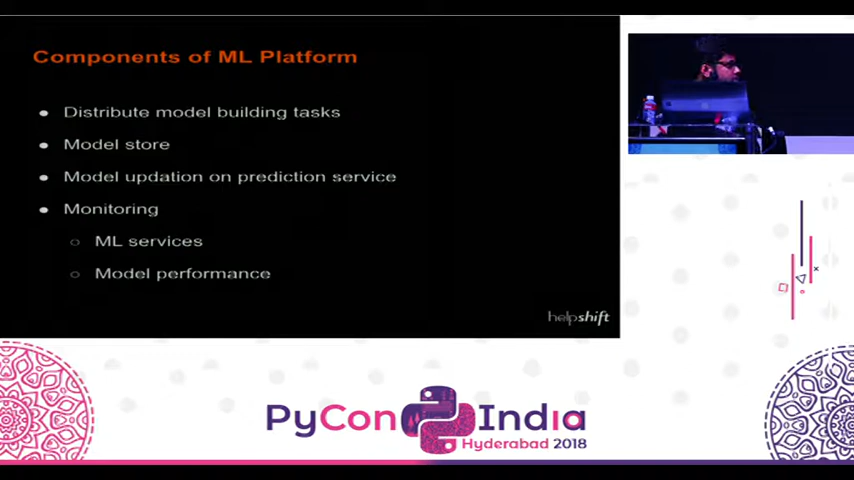 Components of ML Platform
Distribute model building tasks
Model store
Model updation on prediction service
Monitoring
ML services
Model performance
helpshift
PyCon India
Hyderabad 2018